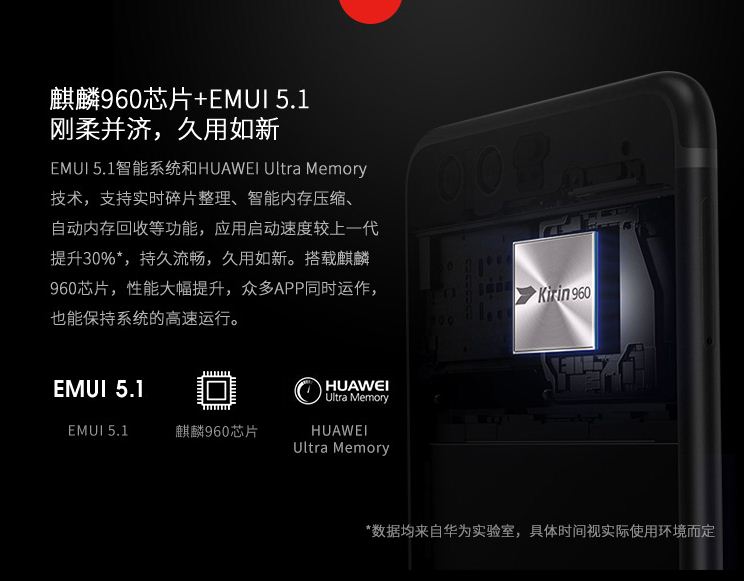 麒麟960芯片+EMUI 5.1
刚柔并济，久用如新
EMUI 5.1智能系统和HUAWEI Ultra Memory
技术，支持实时碎片整理、智能内存压缩、
自动内存回收等功能，应用启动速度较上一代
提升30%*，持久流畅，久用如新。搭载麒麟
960芯片，性能大幅提升，众多APP同时运作，
也能保持系统的高速运行。
Kirin 960
EMUI 5.1
HUAWEI
Ultra Memory
EMUI 5.1
麒麟960芯片
HUAWEI
Ultra Memory
*数据均来自华为实验室，具体时间视实际使用环境而定